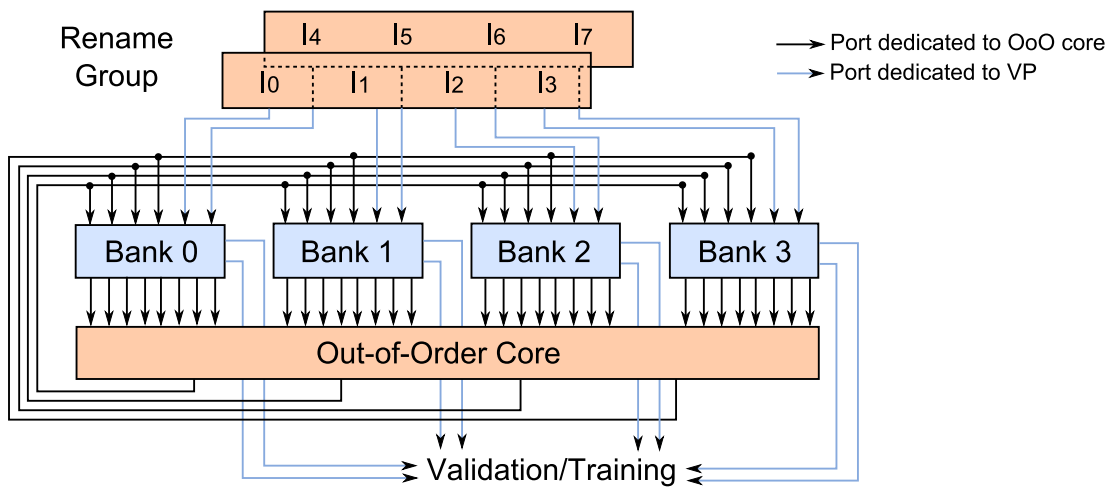 Rename
Group
I4 I5 I6 I7
I0 I1 I2 I3
Port dedicated to OoO core
Port dedicated to VP
Bank 0 Bank 1 Bank 2 Bank 3
Out-of-Order Core
Validation/Training